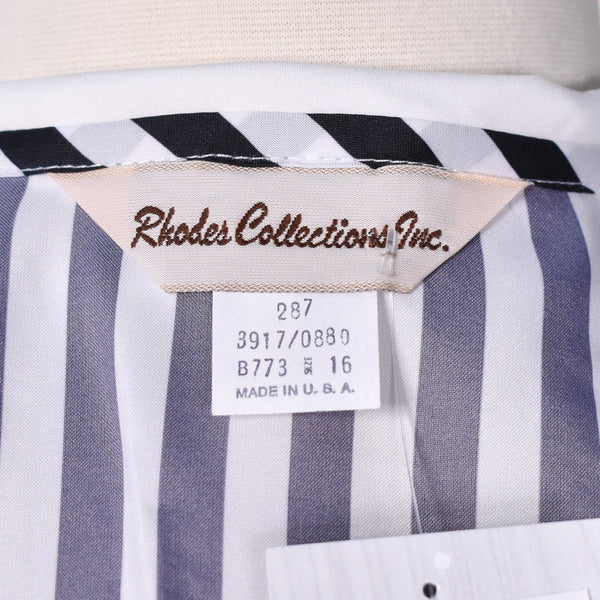 Rhodes Collections, Inc.
287
3917/0880
B773 SIZE 16
MADE IN U. S. A.